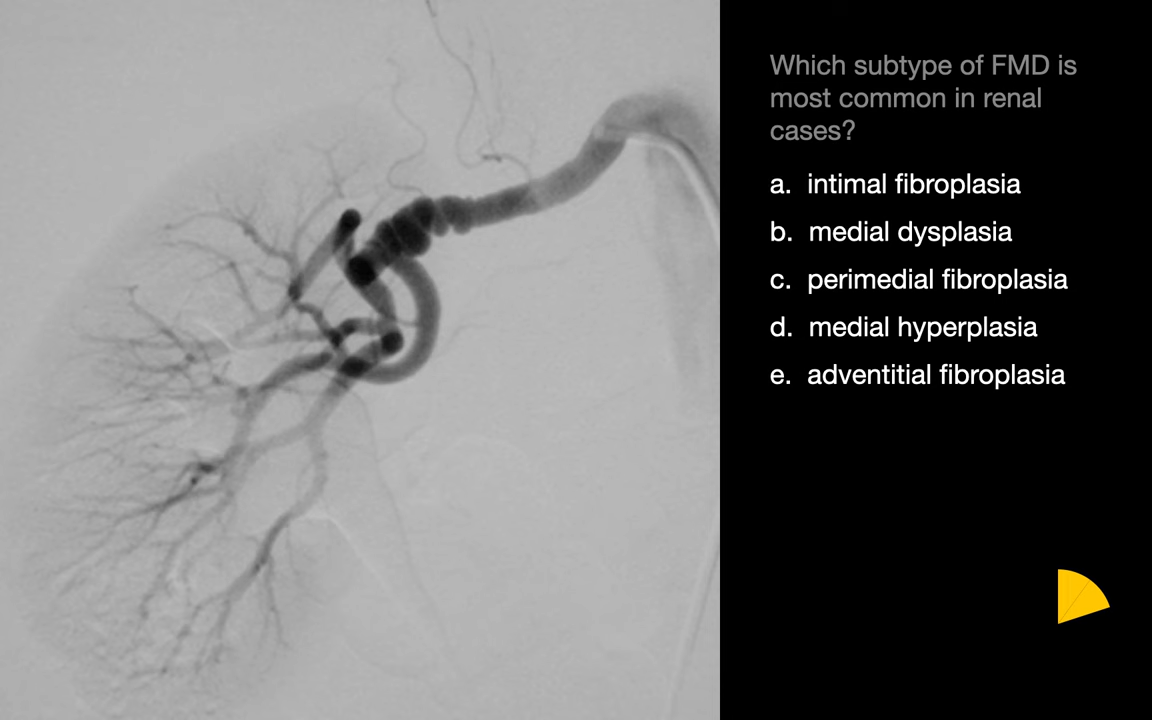 Which subtype of FMD is
most common in renal
cases?
a. intimal fibroplasia
b. medial dysplasia
c. perimedial fibroplasia
d. medial hyperplasia
e. adventitial fibroplasia